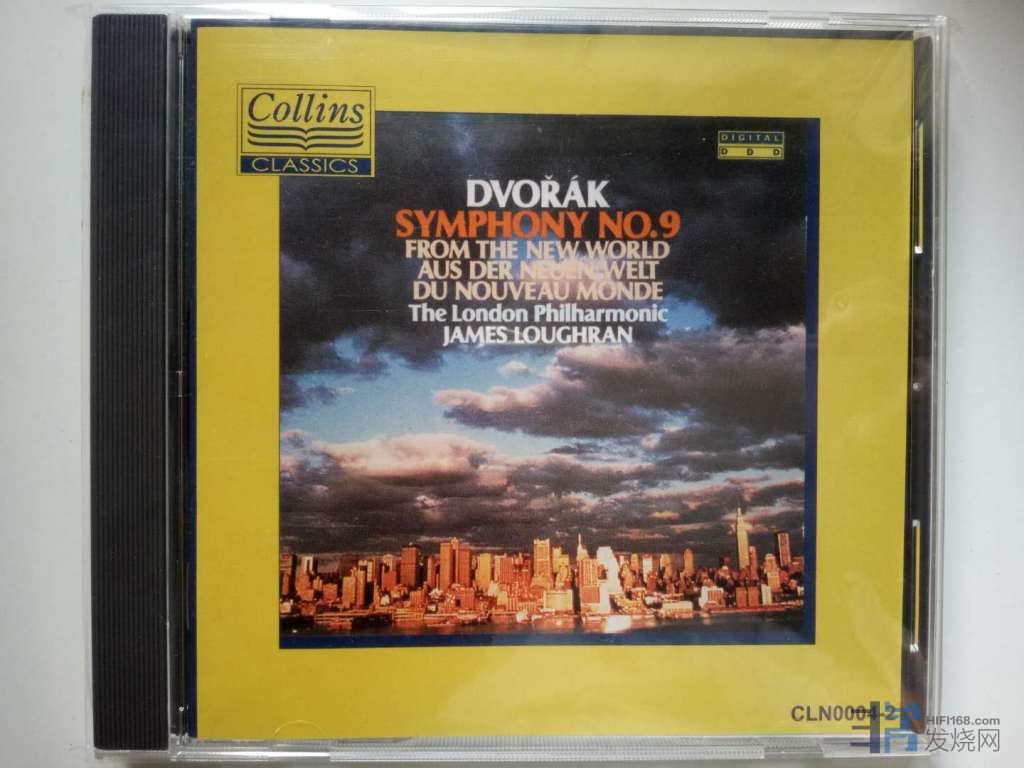 Collins
CLASSICS
DIGITAL
DDD
DVOŘÁK
SYMPHONY NO.9
FROM THE NEW WORLD
AUS DER NEUEN WELT
DU NOUVEAU MONDE
The London Philharmonic
JAMES LOUGHRAN
CLN0004-2
HIFI168.com
发烧网